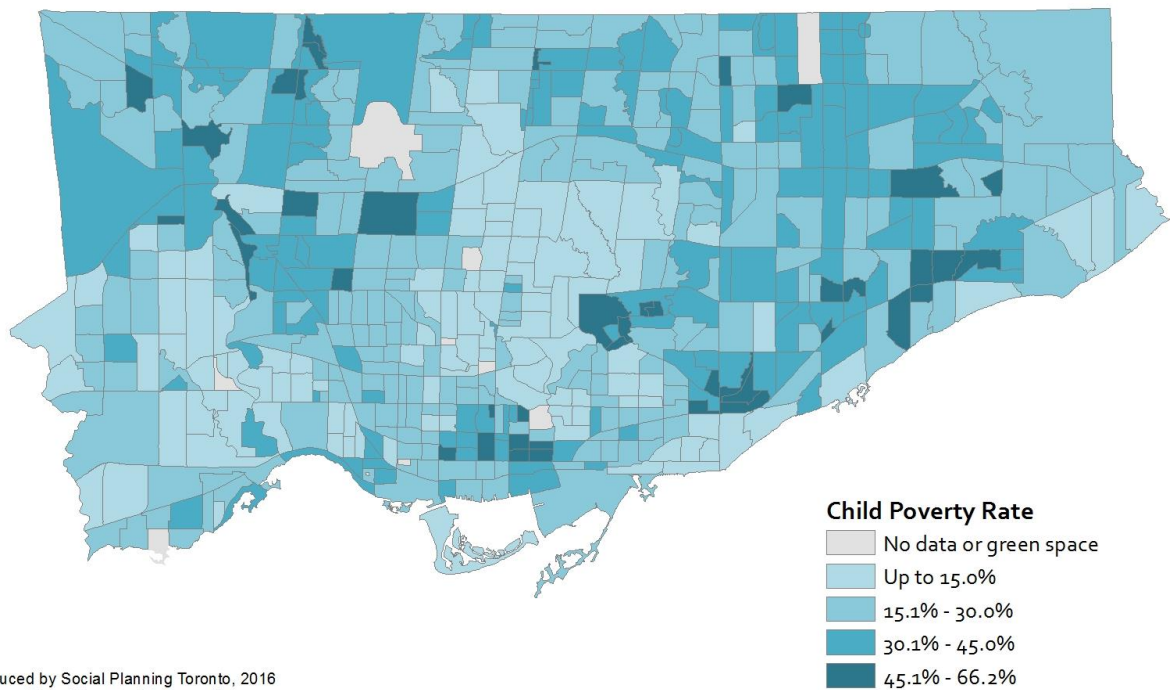 Child Poverty Rate
No data or green space
Up to 15.0%
15.1% - 30.0%
30.1% - 45.0%
45.1% - 66.2%
uced by Social Planning Toronto, 2016